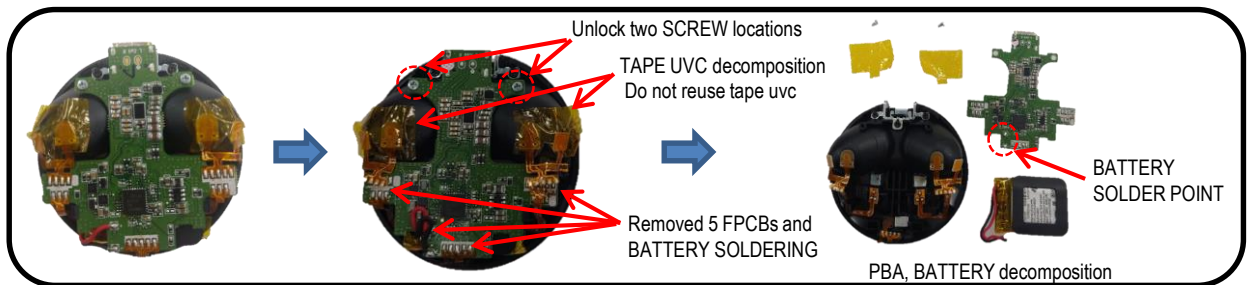 Unlock two SCREW locations
TAPE UVC decomposition
Do not reuse tape uvc
BATTERY
SOLDER POINT
Removed 5 FPCBs and
BATTERY SOLDERING
PBA, BATTERY decomposition